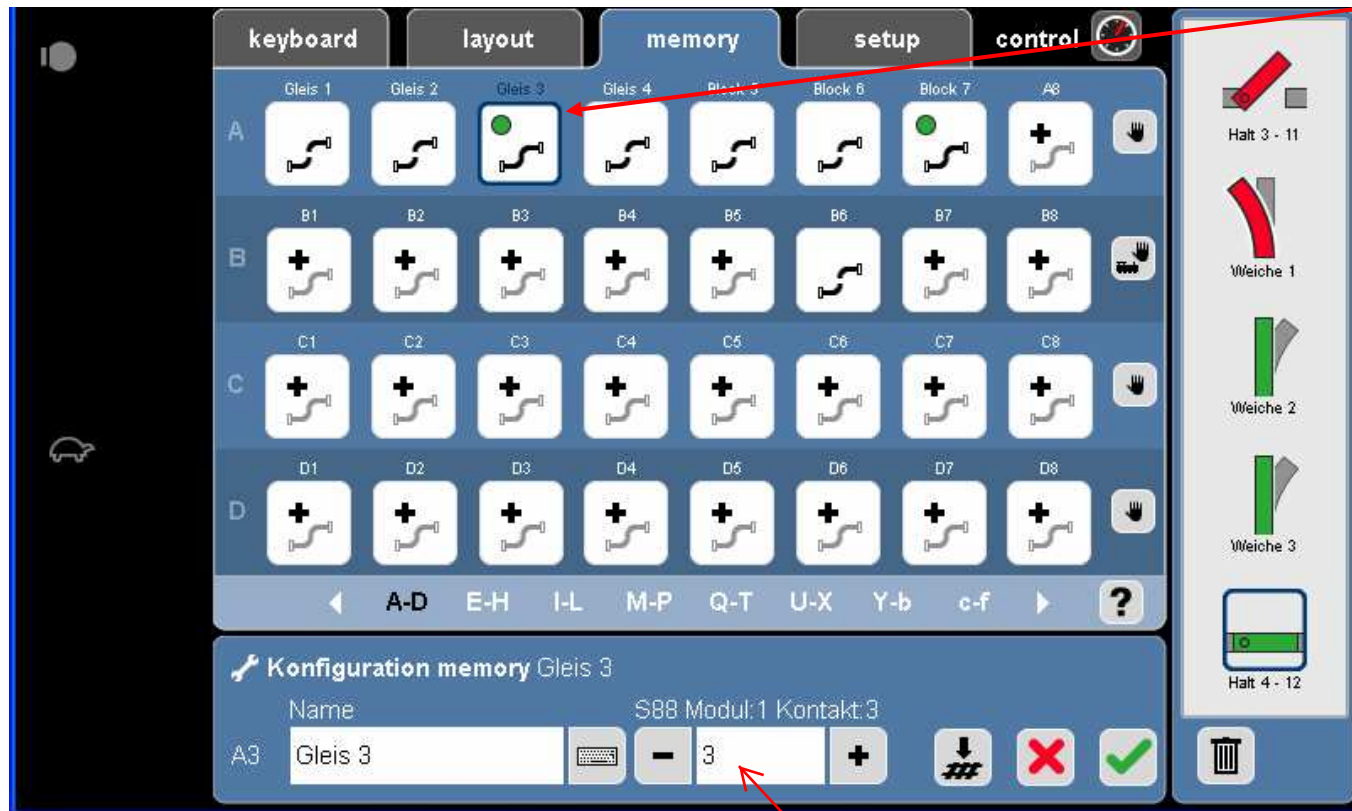 keyboard layout memory setup control
Gleis 1 Gleis 2 Gleis 3 Gleis 4 Block 5 Block 6 Block 7 A8
A
B1 B2 B3 B4 B5 B6 B7 B8
B
C1 C2 C3 C4 C5 C6 C7 C8
C
D1 D2 D3 D4 D5 D6 D7 D8
D
A-D E-H I-L M-P Q-T U-X Y-b c-f ?
Konfiguration memory Gleis 3
Name S88 Modul:1 Kontakt:3
A3 Gleis 3 3
Halt 3 - 11
Weiche 1
Weiche 2
Weiche 3
Halt 4 - 12